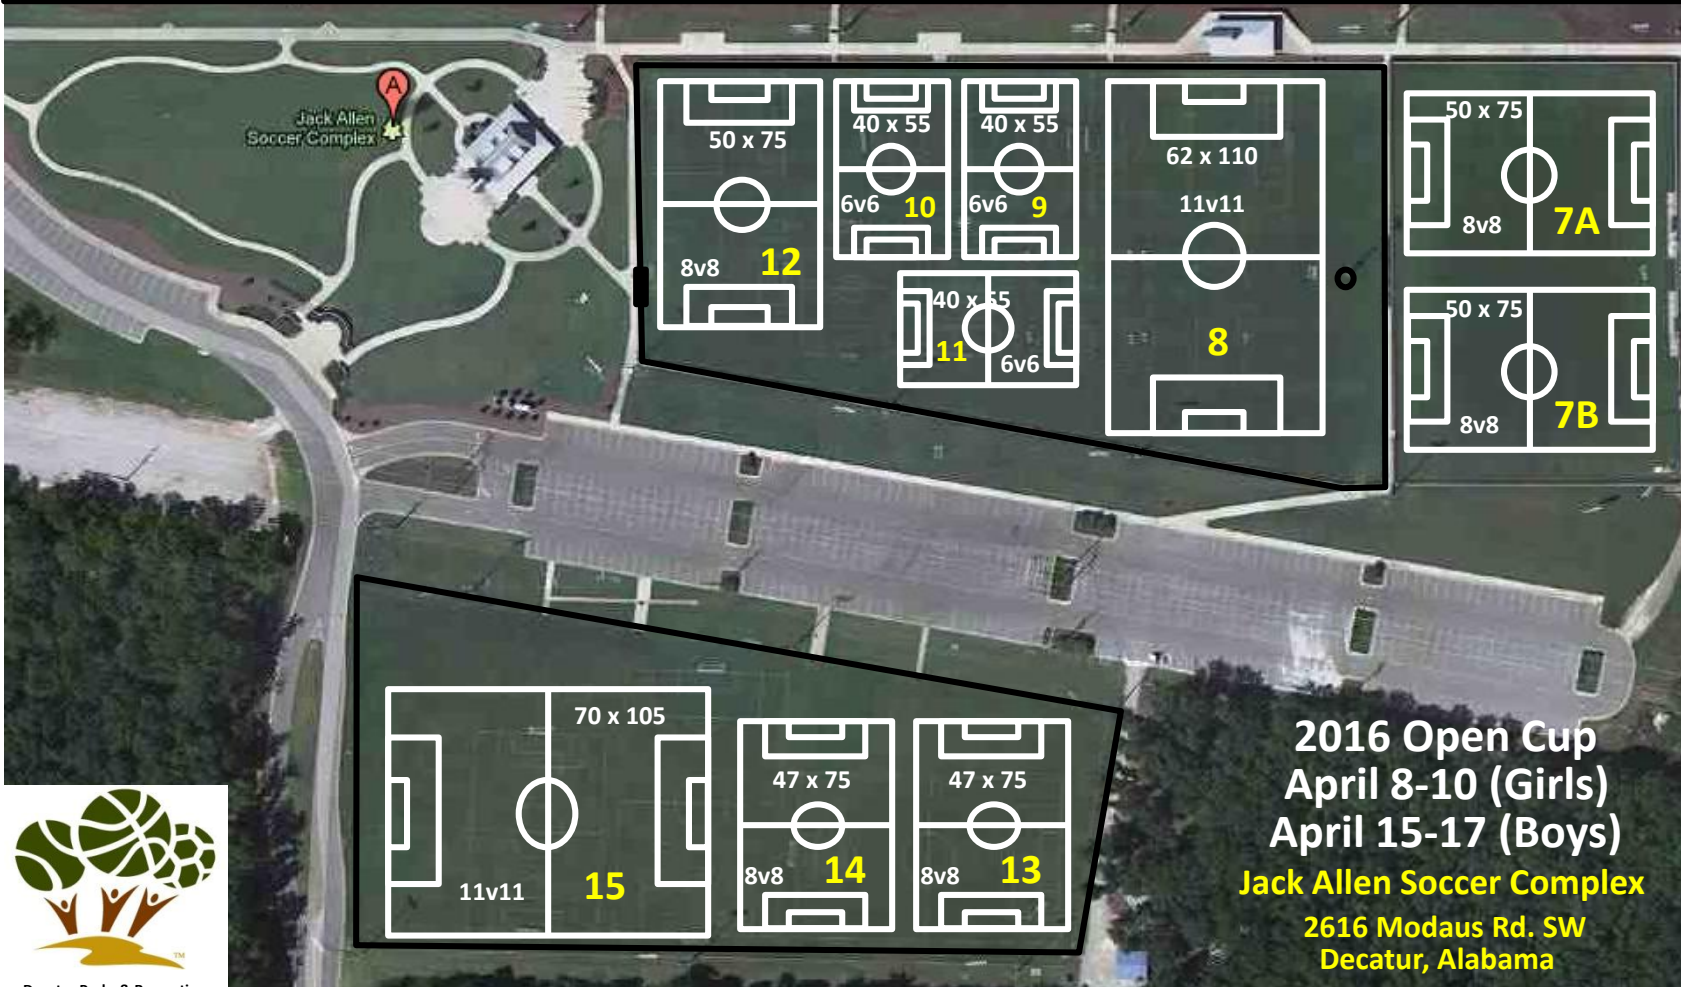 A
Jack Allen
Soccer Complex
50 x 75
8v8
12
40 x 55
6v6
10
40 x 55
6v6
9
40 x 55
11
6v6
62 x 110
11v11
8
50 x 75
8v8
7A
50 x 75
8v8
7B
70 x 105
11v11
15
47 x 75
8v8
14
47 x 75
8v8
13
2016 Open Cup
April 8-10 (Girls)
April 15-17 (Boys)
Jack Allen Soccer Complex
2616 Modaus Rd. SW
Decatur, Alabama
TM